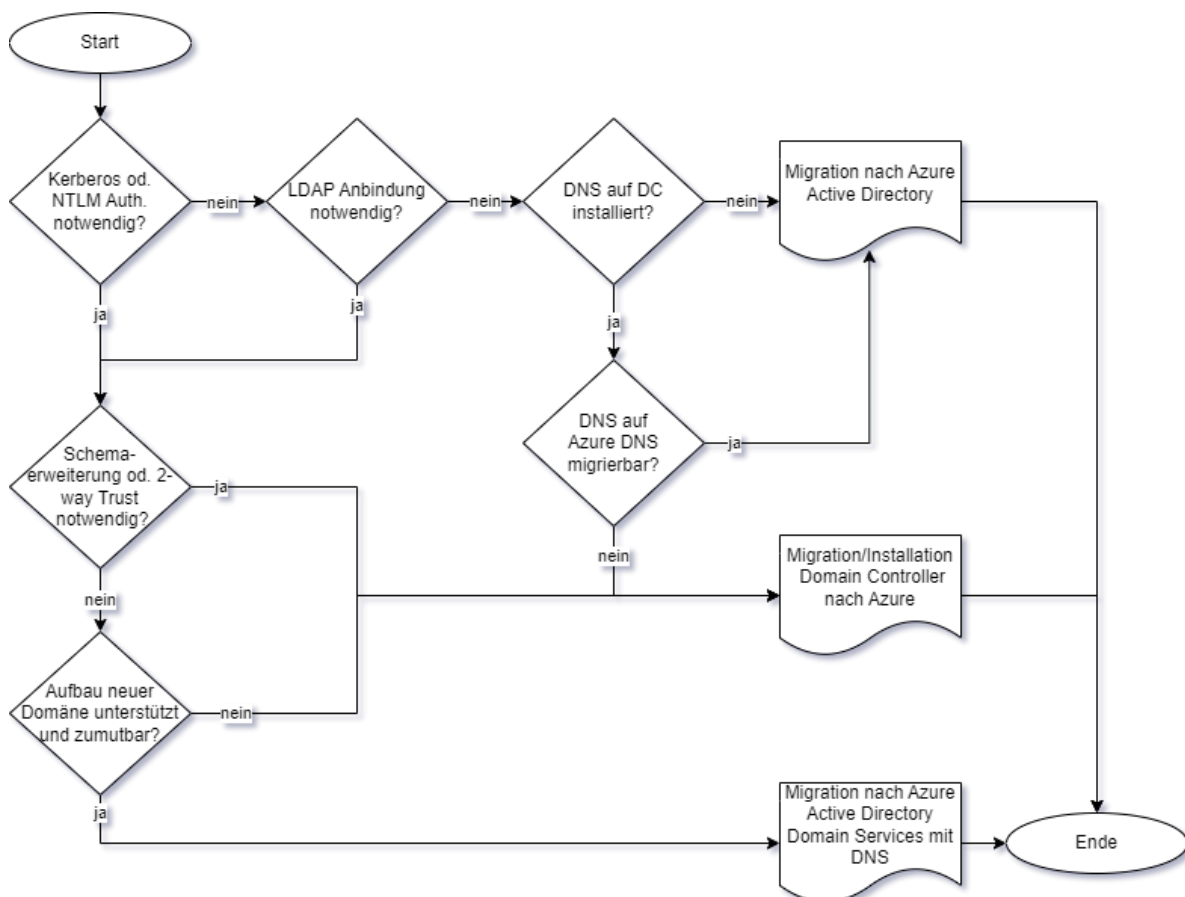 Start
Kerberos od.
NTLM Auth.
notwendig?
nein
LDAP Anbindung
notwendig?
nein
DNS auf DC
installiert?
nein
Migration nach Azure
Active Directory
ja
ja
ja
Schema-
erweiterung od. 2-
way Trust
notwendig?
ja
DNS auf
Azure DNS
migrierbar?
ja
nein
Migration/Installation
Domain Controller
nach Azure
nein
Aufbau neuer
Domäne unterstützt
und zumutbar?
nein
ja
Migration nach Azure
Active Directory
Domain Services mit
DNS
Ende